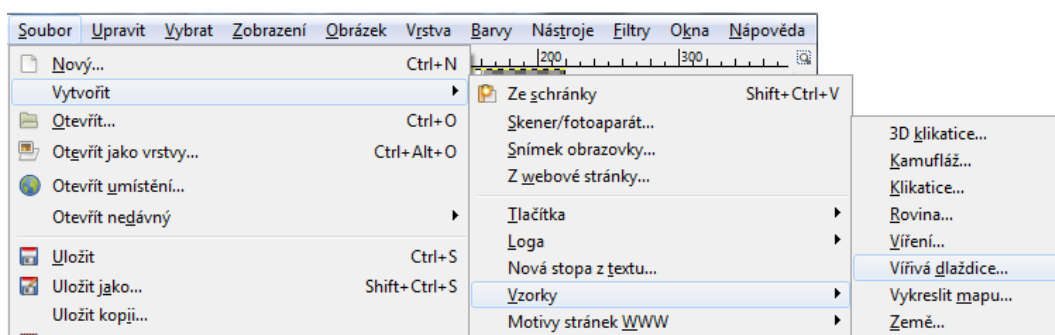 Soubor Upravit Vybrat Zobrazení Obrázek Vrstva Barvy Nástroje Filtry Okna Nápověda
200 300
Nový... Ctrl+N
Vytvořit
Otevřít... Ctrl+O
Otevřít jako vrstvy... Ctrl+Alt+O
Otevřít umístění...
Otevřít nedávný
Uložit Ctrl+S
Uložit jako... Shift+Ctrl+S
Uložit kopii...
Ze schránky Shift+Ctrl+V
Skener/fotoaparát...
Snímek obrazovky...
Z webové stránky...
Tlačítka
Loga
Nová stopa z textu...
Vzorky
Motivy stránek WWW
3D klikatice...
Kamufláž...
Klikatice...
Rovina...
Víření...
Vířivá dlaždice...
Vykreslit mapu...
Země...